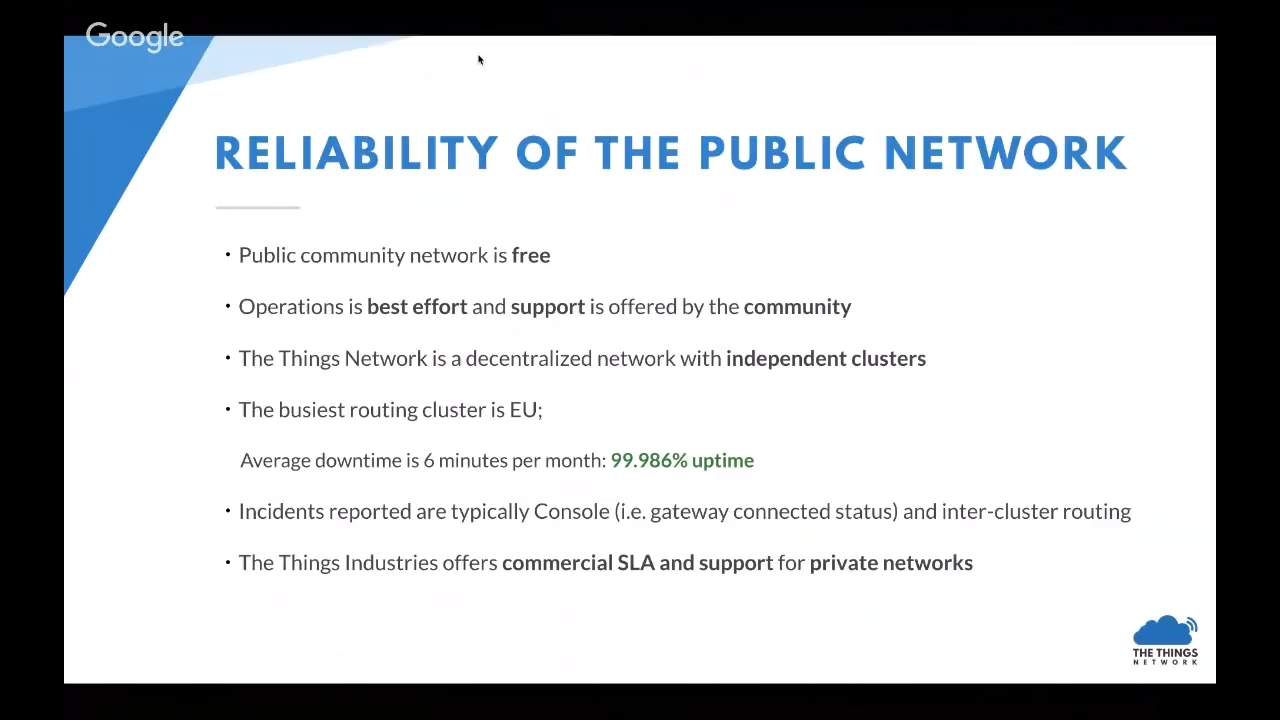 Google
RELIABILITY OF THE PUBLIC NETWORK
· Public community network is free
· Operations is best effort and support is offered by the community
· The Things Network is a decentralized network with independent clusters
· The busiest routing cluster is EU;
Average downtime is 6 minutes per month: 99.986% uptime
· Incidents reported are typically Console (i.e. gateway connected status) and inter-cluster routing
· The Things Industries offers commercial SLA and support for private networks
THE THINGS
NETWORK